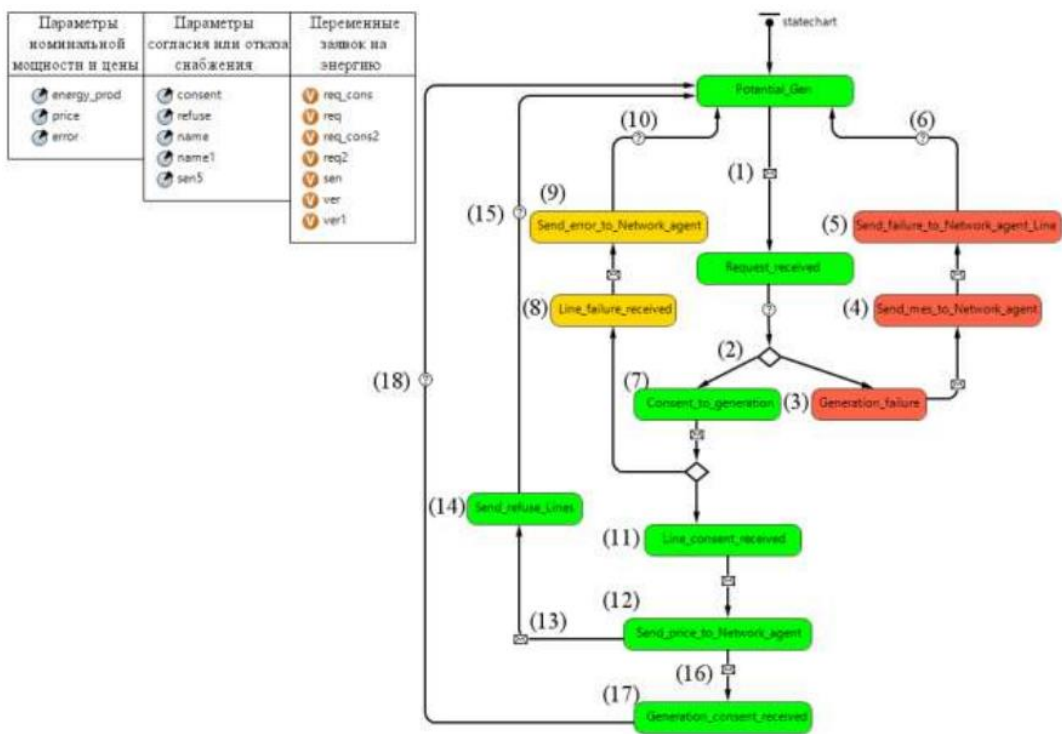 Параметры
номинальной
мощности и цены
energy_prod
price
error
Параметры
согласия или отказа
снабжения
consent
refuse
name
name1
sen5
Переменные
заявок на
энергию
req_cons
req
req_cons2
req2
sen
ver
ver1
statechart
Potential_Gen
(10)
(6)
(1)
(15)
(9)
Send_error_to_Network_agent
(5)
Send_failure_to_Network_agent_Line
Request_received
(8)
Line_failure_received
(4)
Send_mes_to_Network_agent
(2)
(18)
(7)
Consent_to_generation
(3)
Generation_failure
(14)
Send_refuse_Lines
(11)
Line_consent_received
(12)
(13)
Send_price_to_Network_agent
(16)
(17)
Generation_consent_received